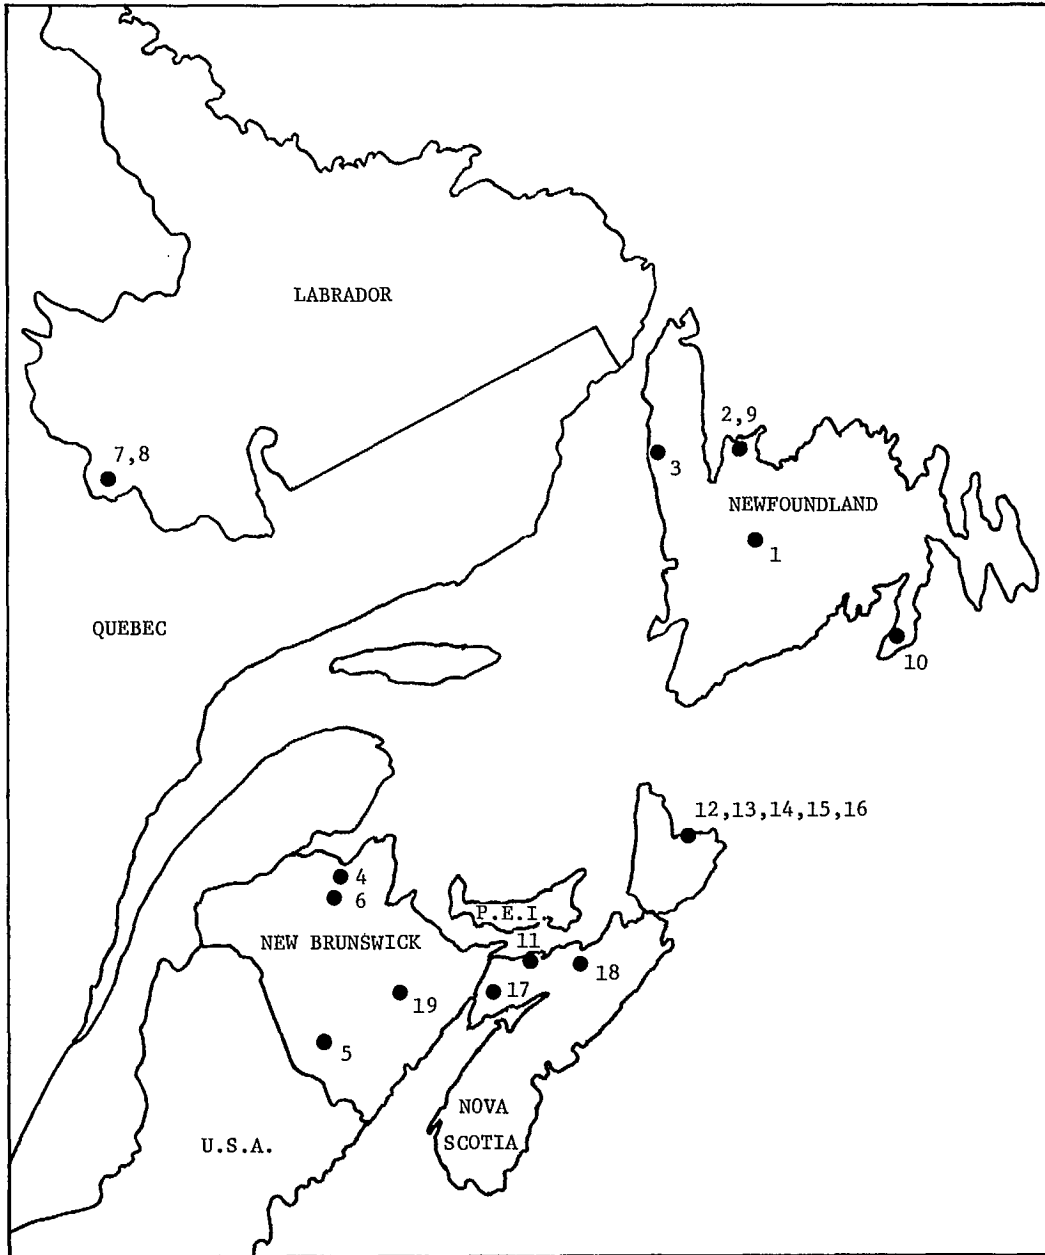 LABRADOR
2,9
7,8
3
NEWFOUNDLAND
1
QUEBEC
10
12,13,14,15,16
4
6
P.E.I.
NEW BRUNSWICK
11
18
17
19
5
NOVA
SCOTIA
U.S.A.